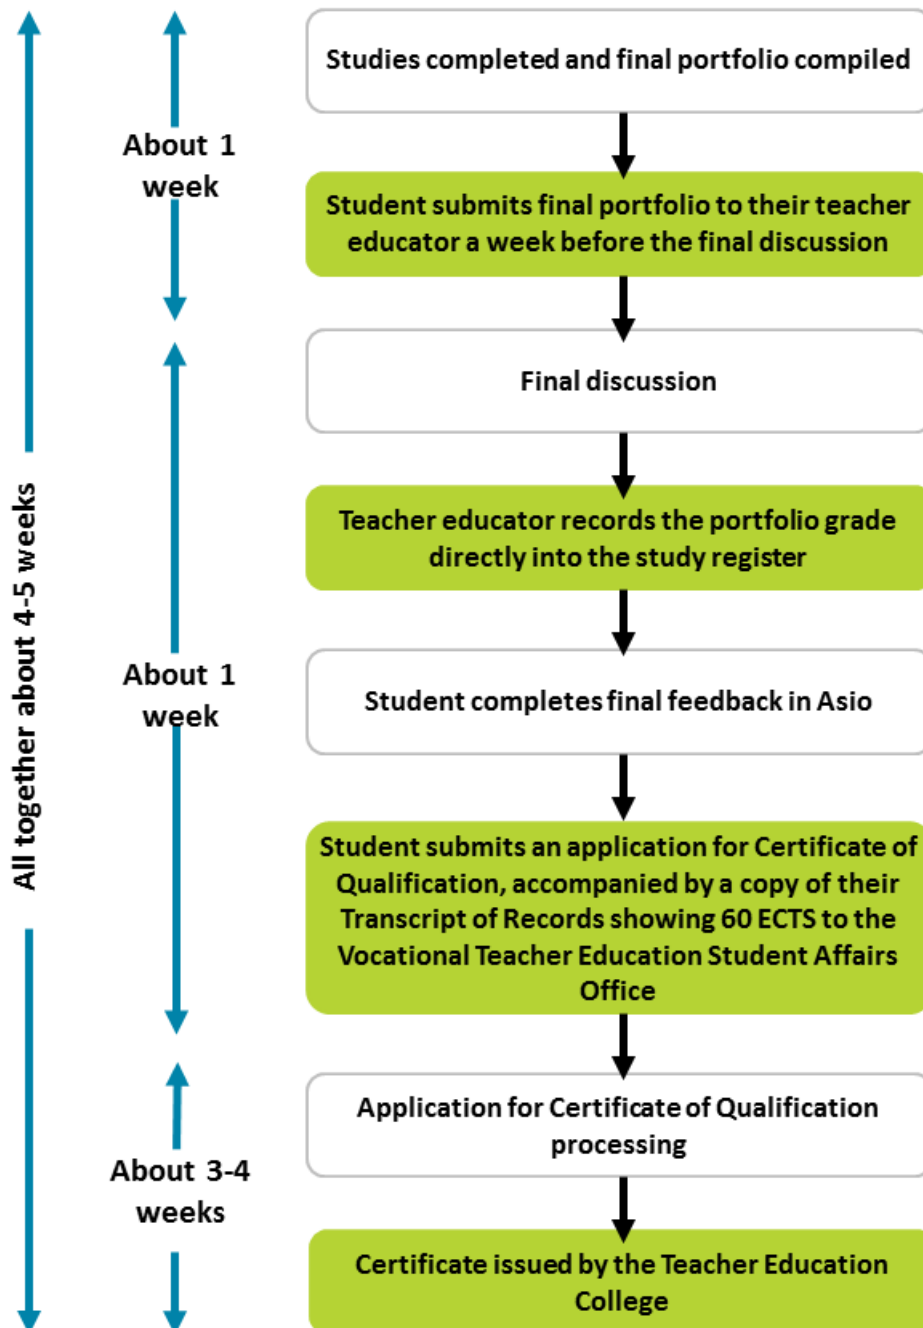 Studies completed and final portfolio compiled
About 1
week
Student submits final portfolio to their teacher
educator a week before the final discussion
Final discussion
Teacher educator records the portfolio grade
directly into the study register
All together about 4-5 weeks
About 1
week
Student completes final feedback in Asio
Student submits an application for Certificate of
Qualification, accompanied by a copy of their
Transcript of Records showing 60 ECTS to the
Vocational Teacher Education Student Affairs
Office
Application for Certificate of Qualification
processing
About 3-4
weeks
Certificate issued by the Teacher Education
College